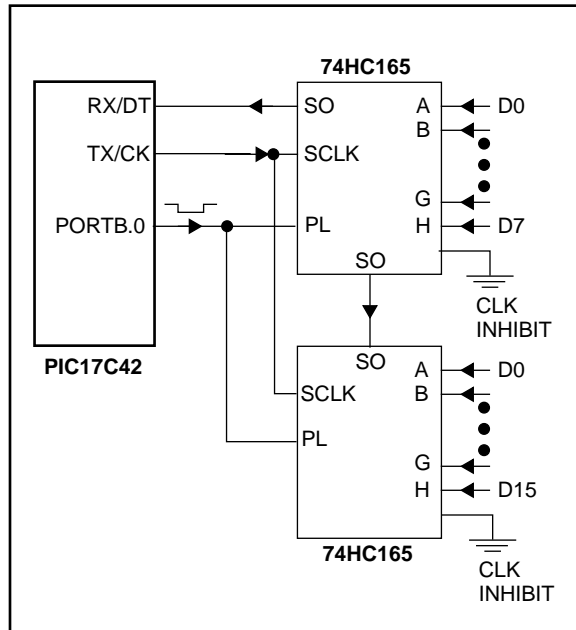 74HC165
RX/DT
SO
A
D0
B
TX/CK
SCLK
G
PORTB.0
PL
H
D7
SO
CLK
INHIBIT
PIC17C42
SO
A
D0
SCLK
B
PL
G
H
D15
74HC165
CLK
INHIBIT